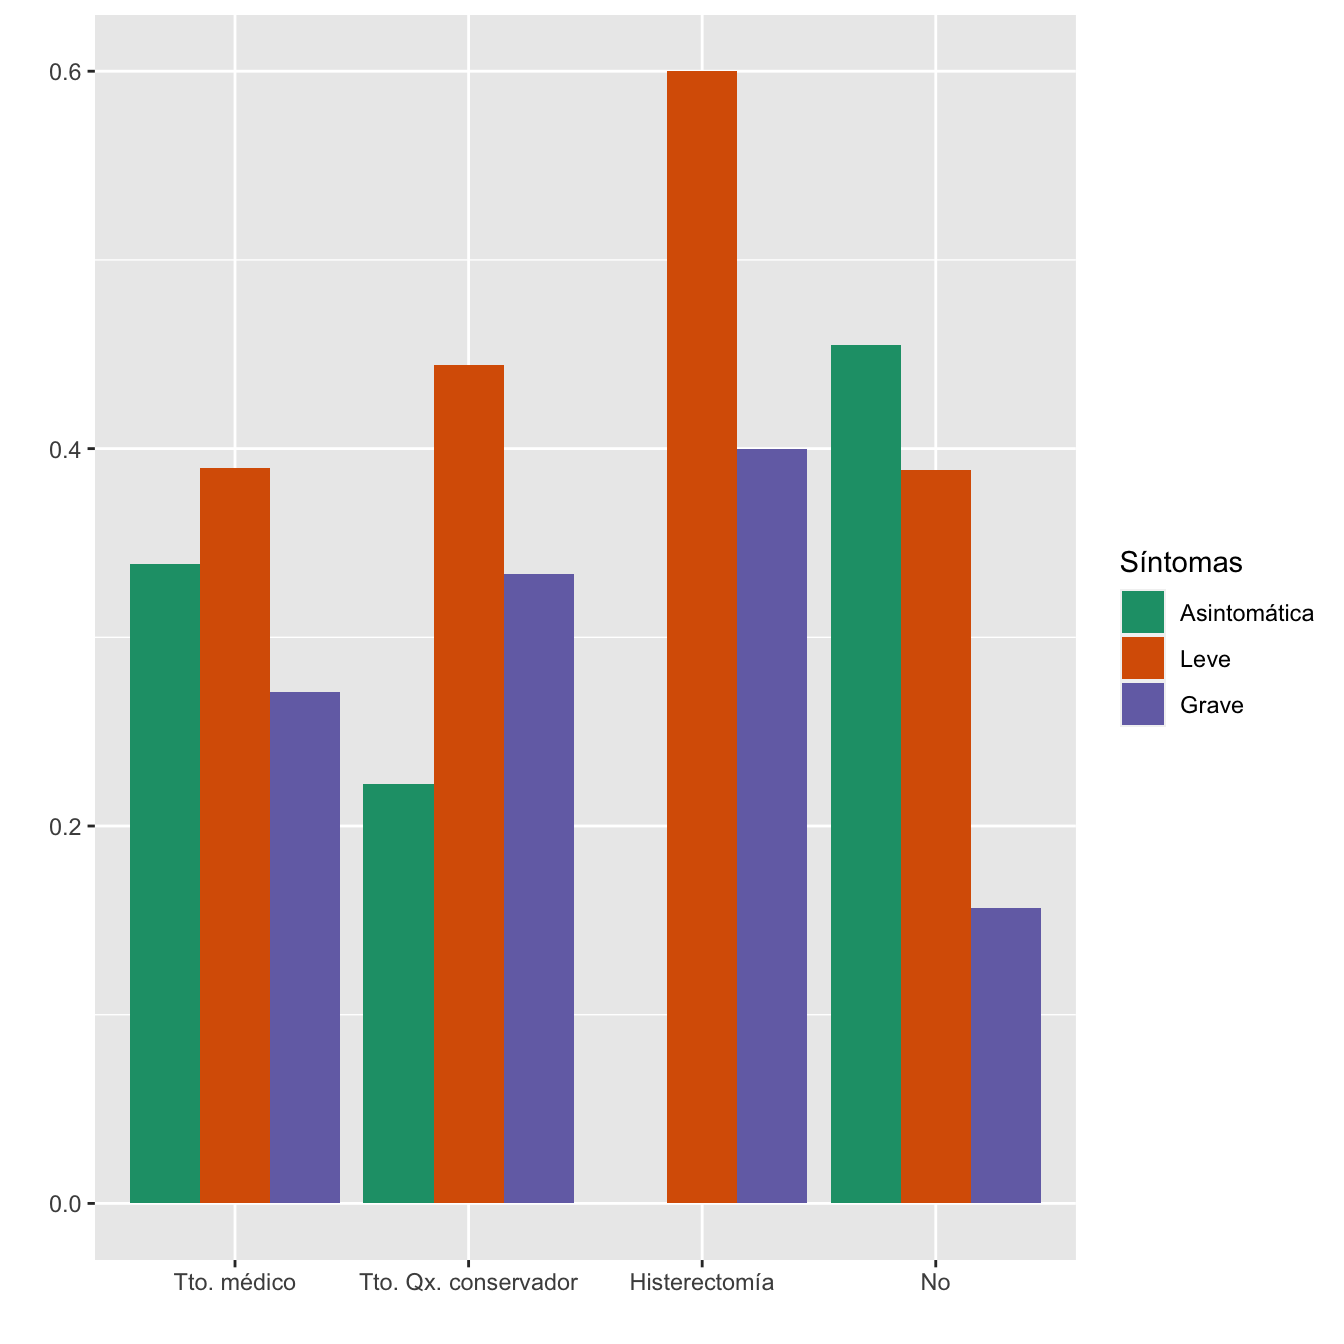 0.6
0.4
0.2
0.0
Tto. médico
Tto. Qx. conservador
Histerectomía
No
Síntomas
Asintomática
Leve
Grave